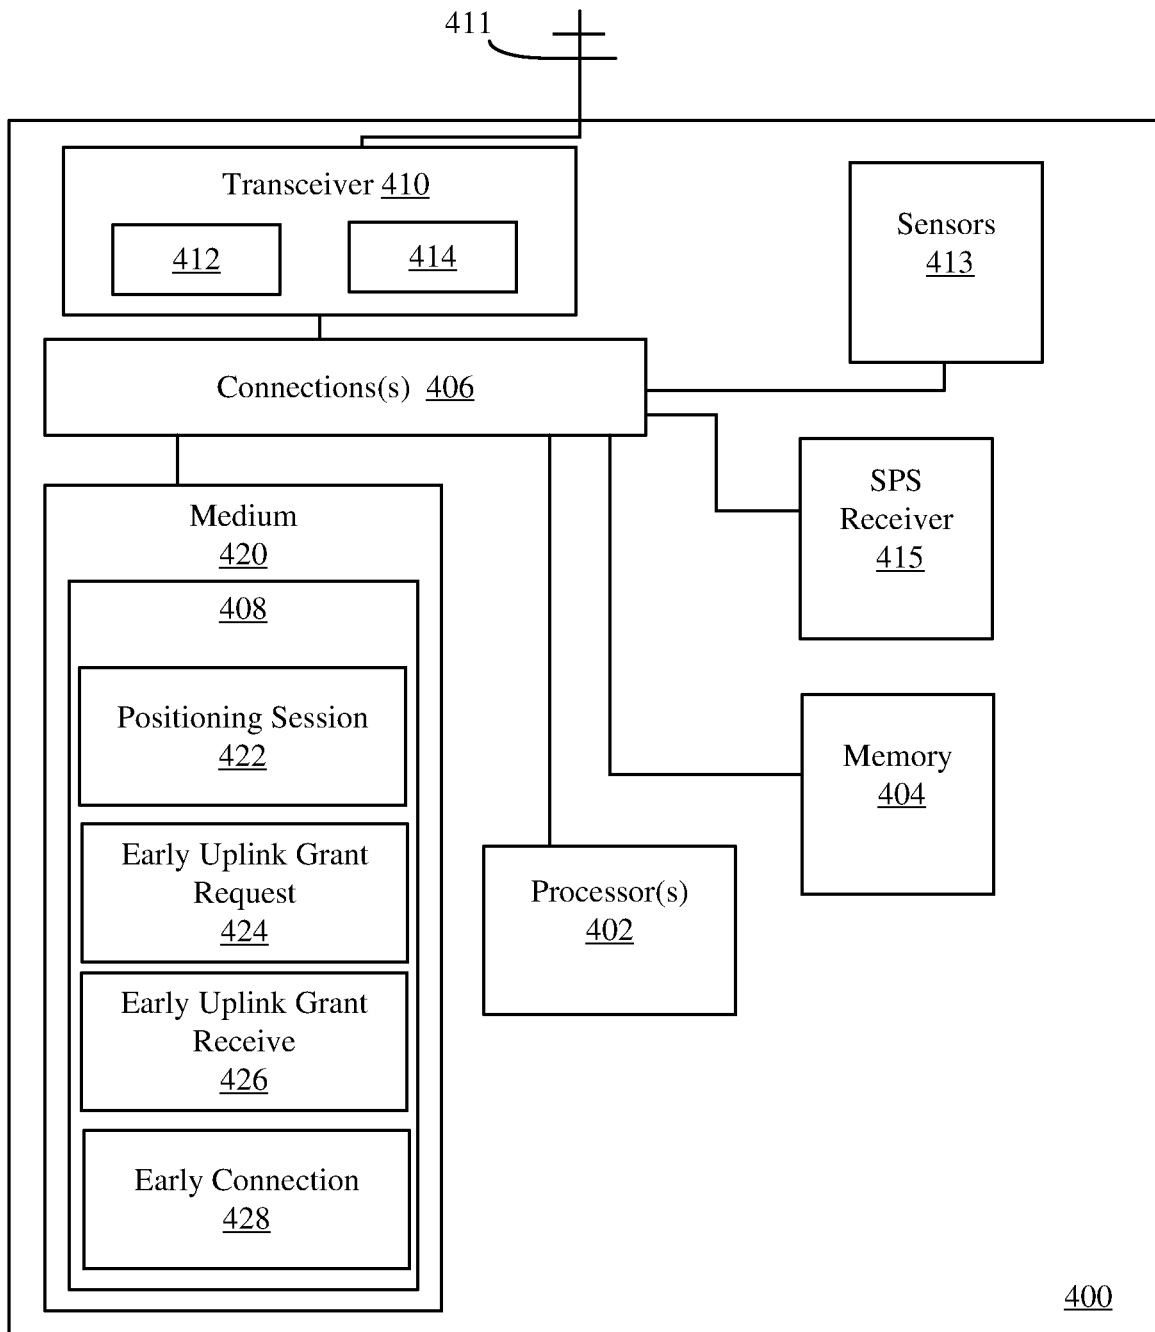 411
Transceiver 410
412
414
Sensors
413
Connections(s) 406
SPS
Receiver
415
Medium
420
408
Positioning Session
422
Memory
404
Early Uplink Grant
Request
424
Processor(s)
402
Early Uplink Grant
Receive
426
Early Connection
428
400